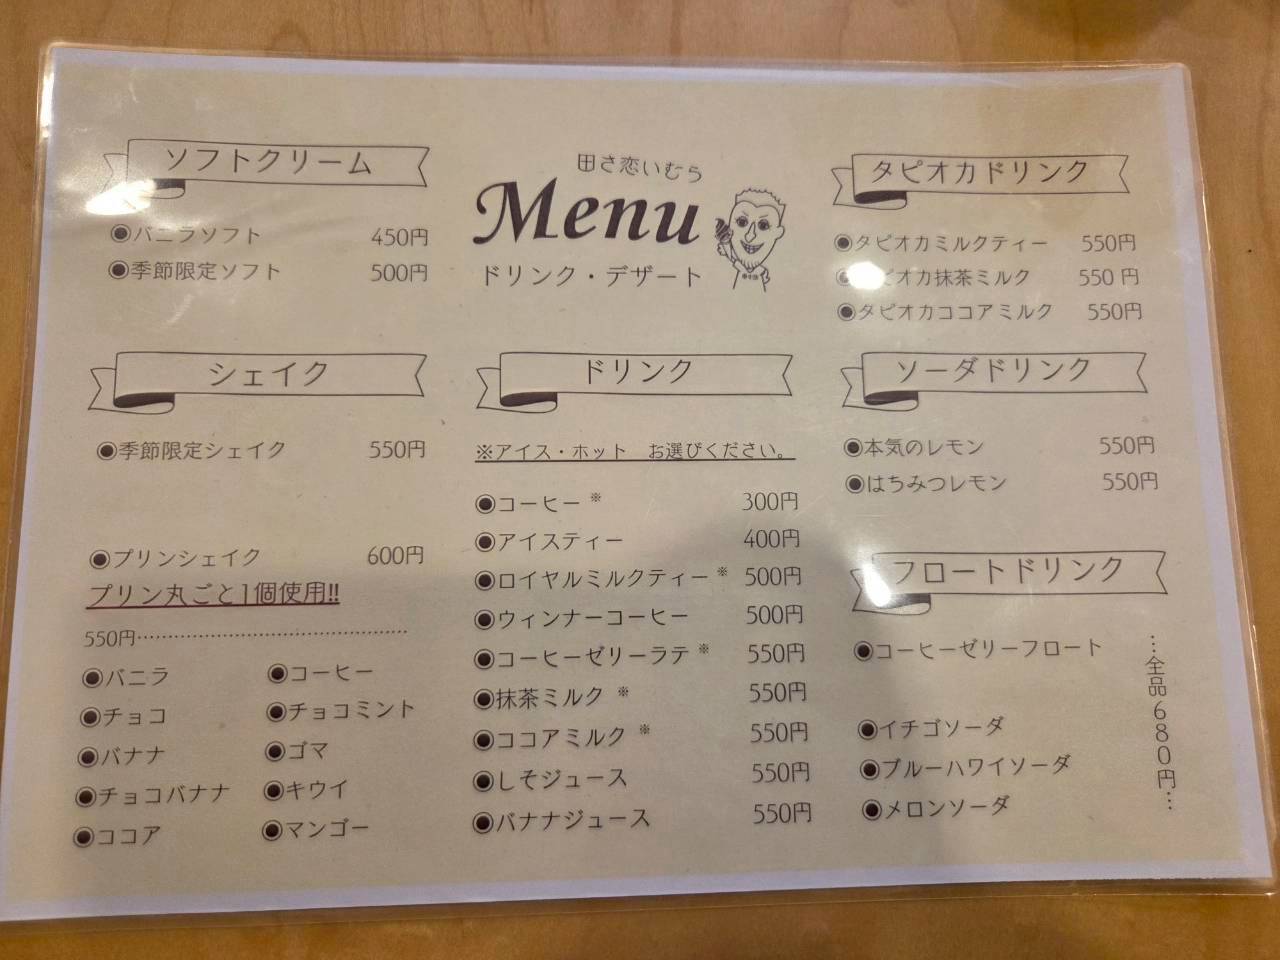 ソフトクリーム
◉バニラソフト 450円
◉季節限定ソフト 500円
田さ恋いむら
Menu
ドリンク・デザート
タピオカドリンク
◉タピオカミルクティー 550円
ピオカ抹茶ミルク 550円
◉タピオカココアミルク 550円
シェイク
◉季節限定シェイク 550円
◉プリンシェイク 600円
プリン丸ごと1個使用!!
550円……………………………………
◉バニラ ◉コーヒー
◉チョコ ◉チョコミント
◉バナナ ◉ゴマ
◉チョコバナナ ◉キウイ
◉ココア ◉マンゴー
ドリンク
※アイス・ホット お選びください。
◉コーヒー※ 300円
◉アイスティー 400円
◉ロイヤルミルクティー※ 500円
◉ウィンナーコーヒー 500円
◉コーヒーゼリーラテ※ 550円
◉抹茶ミルク※ 550円
◉ココアミルク※ 550円
◉しそジュース 550円
◉バナナジュース 550円
ソーダドリンク
◉本気のレモン 550円
◉はちみつレモン 550円
フロートドリンク
◉コーヒーゼリーフロート
◉イチゴソーダ
◉ブルーハワイソーダ
◉メロンソーダ
…全品680円…